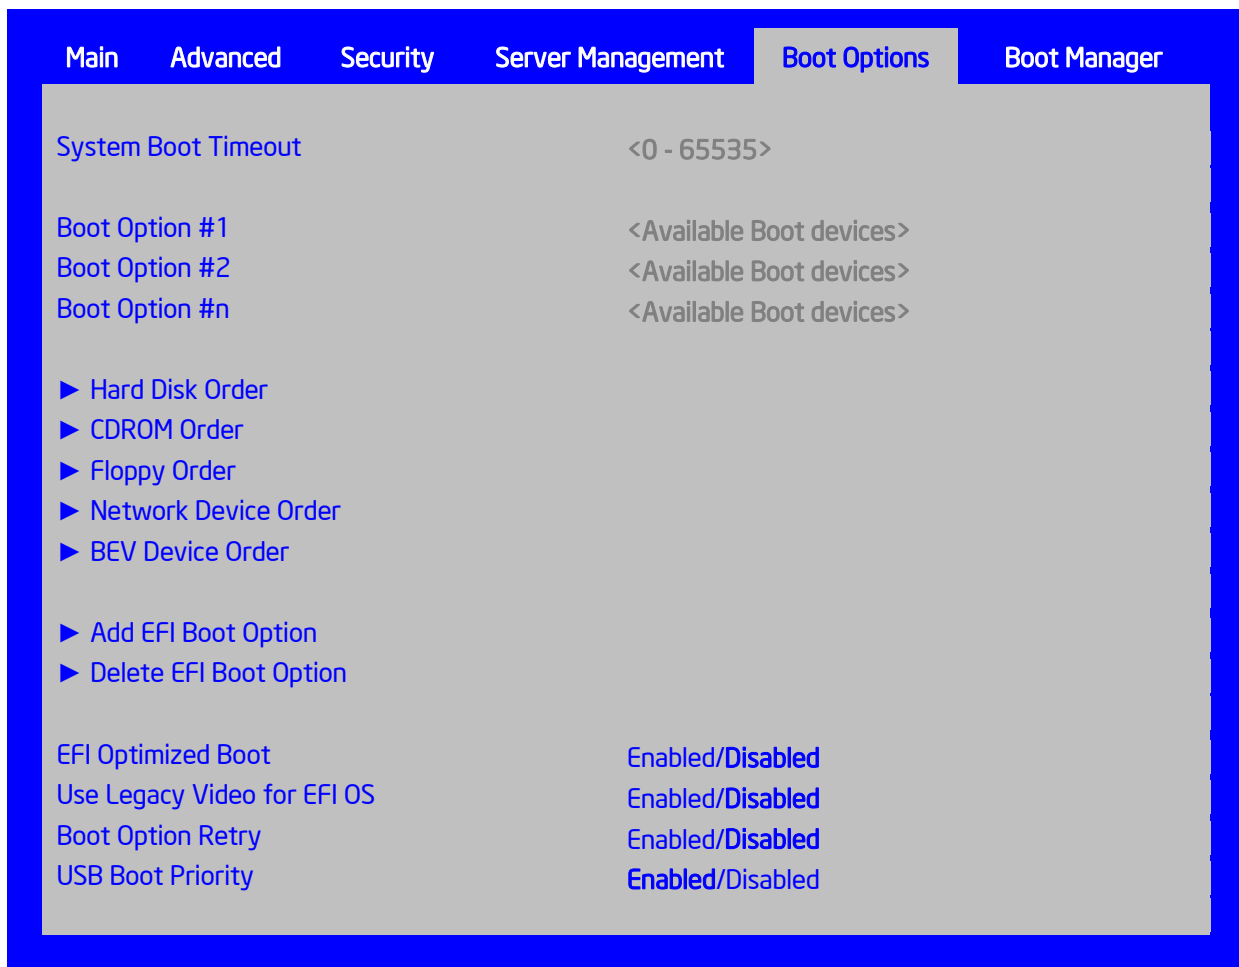 Main Advanced Security Server Management Boot Options Boot Manager
System Boot Timeout <0 - 65535>
Boot Option #1 <Available Boot devices>
Boot Option #2 <Available Boot devices>
Boot Option #n <Available Boot devices>
► Hard Disk Order
► CDROM Order
► Floppy Order
► Network Device Order
► BEV Device Order
► Add EFI Boot Option
► Delete EFI Boot Option
EFI Optimized Boot Enabled/Disabled
Use Legacy Video for EFI OS Enabled/Disabled
Boot Option Retry Enabled/Disabled
USB Boot Priority Enabled/Disabled